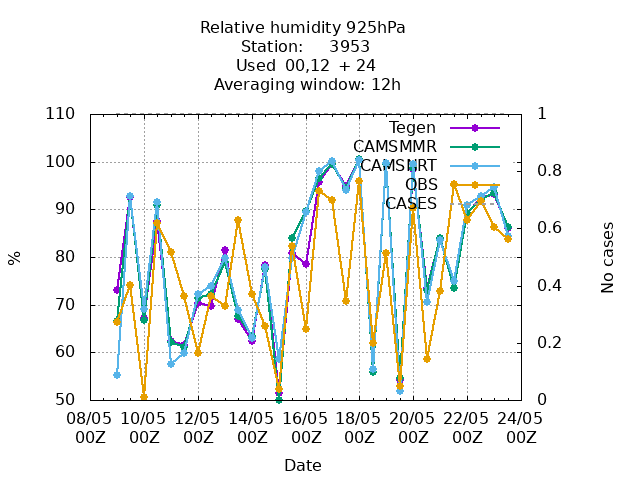 Relative humidity 925hPa
Station: 3953
Used 00,12 + 24
Averaging window: 12h
110 1
Tegen
CAMSMMR
100 0.8
CAMSMRT
OBS
90 CASES 0.6
80
% No cases
70 0.4
60 0.2
50 0
08/05 10/05 12/05 14/05 16/05 18/05 20/05 22/05 24/05
00Z 00Z 00Z 00Z 00Z 00Z 00Z 00Z 00Z
Date